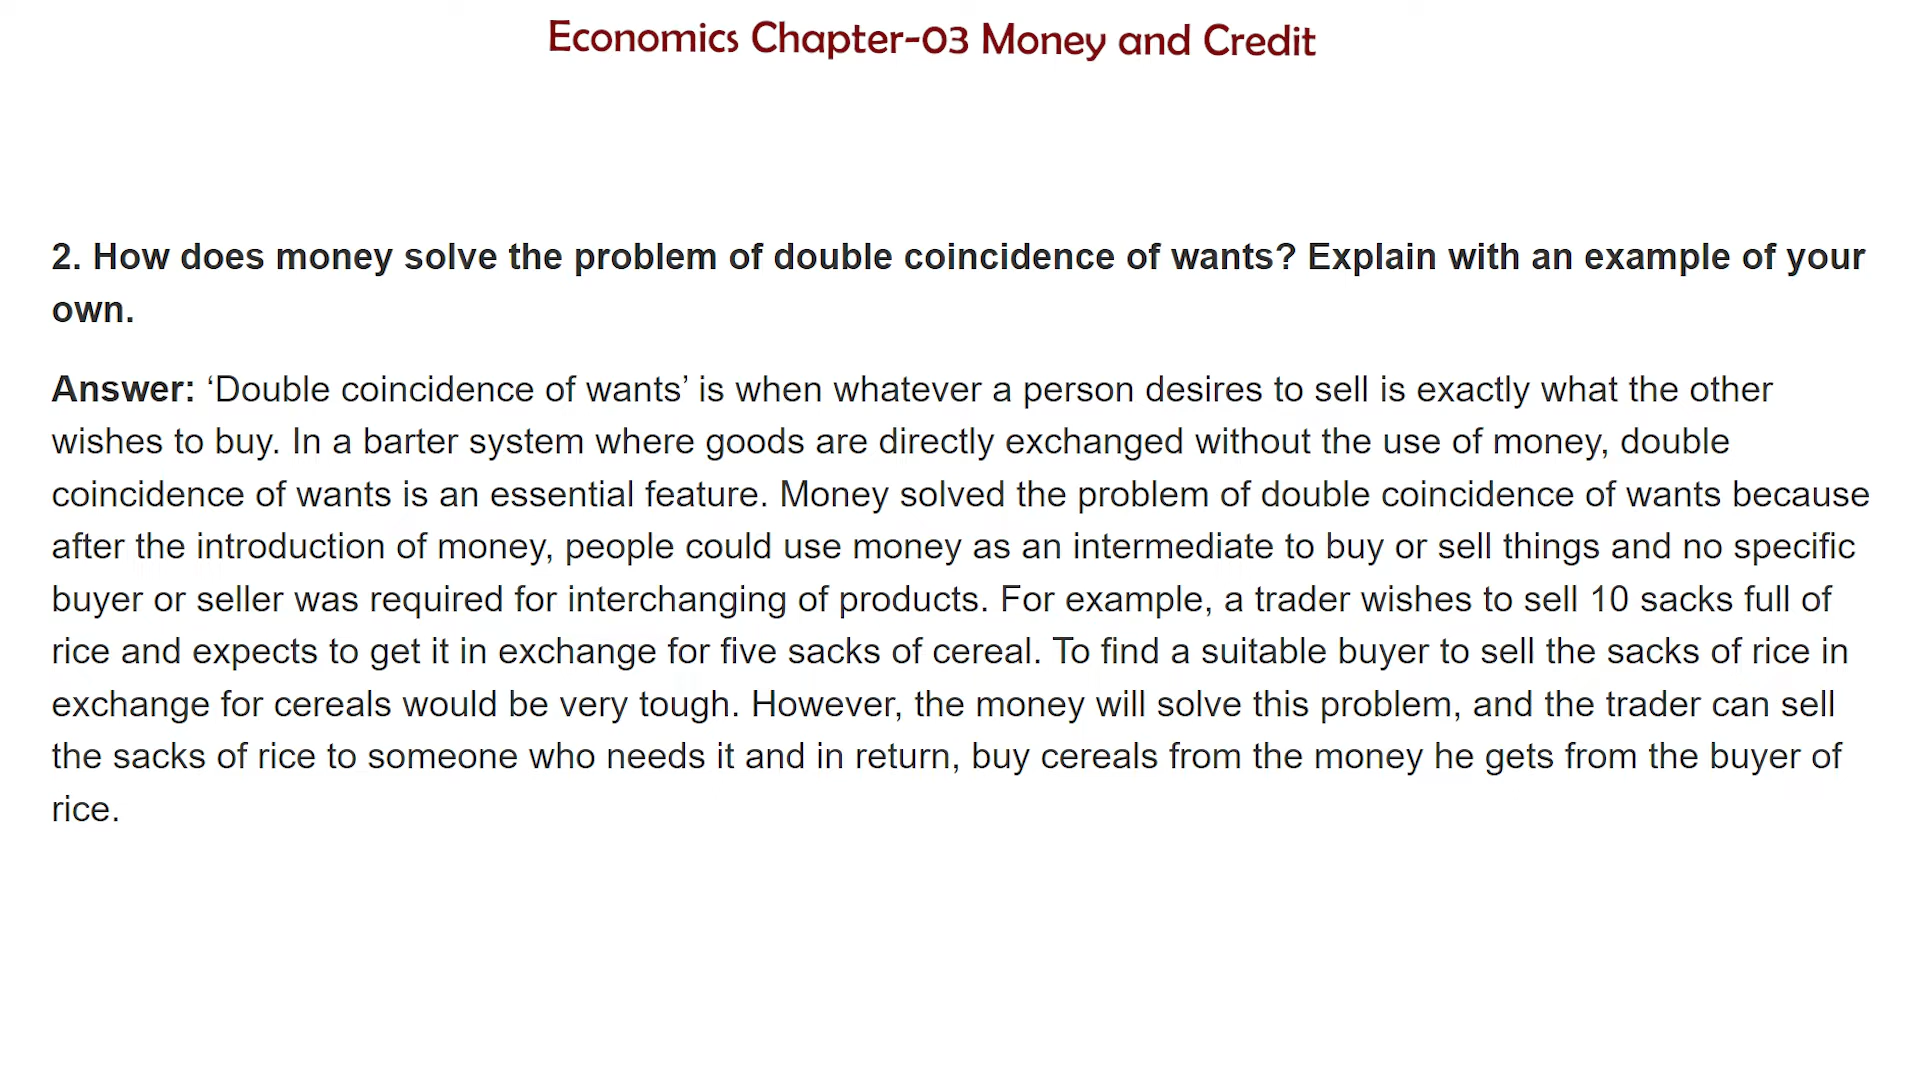 Economics Chapter-03 Money and Credit
2. How does money solve the problem of double coincidence of wants? Explain with an example of your
own.
Answer: ‘Double coincidence of wants’ is when whatever a person desires to sell is exactly what the other
wishes to buy. In a barter system where goods are directly exchanged without the use of money, double
coincidence of wants is an essential feature. Money solved the problem of double coincidence of wants because
after the introduction of money, people could use money as an intermediate to buy or sell things and no specific
buyer or seller was required for interchanging of products. For example, a trader wishes to sell 10 sacks full of
rice and expects to get it in exchange for five sacks of cereal. To find a suitable buyer to sell the sacks of rice in
exchange for cereals would be very tough. However, the money will solve this problem, and the trader can sell
the sacks of rice to someone who needs it and in return, buy cereals from the money he gets from the buyer of
rice.